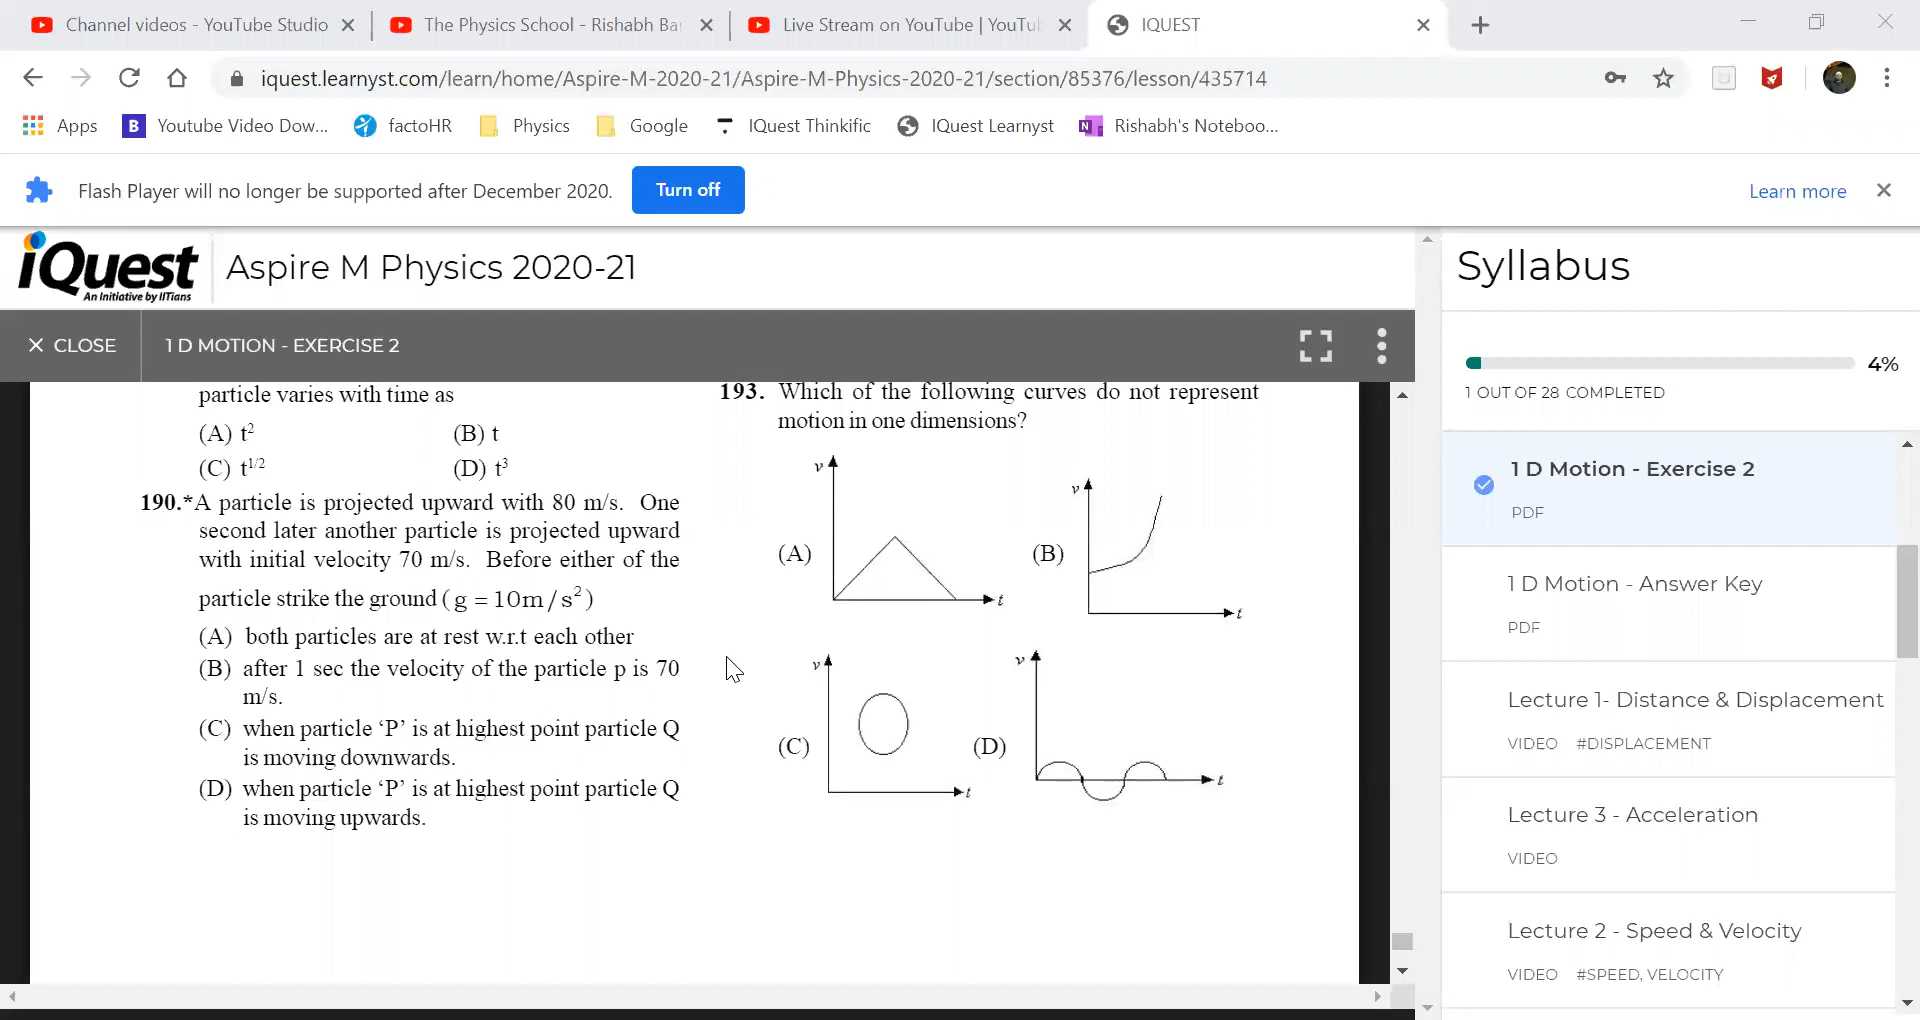 Channel videos - YouTube Studio
The Physics School - Rishabh Ba
Live Stream on YouTube | YouTu
IQUEST
iquest.learnyst.com/learn/home/Aspire-M-2020-21/Aspire-M-Physics-2020-21/section/85376/lesson/435714
Apps
B Youtube Video Dow...
factoHR
Physics
Google
IQuest Thinkific
IQuest Learnyst
N Rishabh's Noteboo...
Flash Player will no longer be supported after December 2020.
Turn off
Learn more
iQuest
An Initiative by IITians
Aspire M Physics 2020-21
CLOSE
1 D MOTION - EXERCISE 2
particle varies with time as
(A) t²
(B) t
(C) t^1/2
(D) t³
190.*A particle is projected upward with 80 m/s. One
second later another particle is projected upward
with initial velocity 70 m/s. Before either of the
particle strike the ground (g = 10m/s²)
(A) both particles are at rest w.r.t each other
(B) after 1 sec the velocity of the particle p is 70
m/s.
(C) when particle ‘P’ is at highest point particle Q
is moving downwards.
(D) when particle ‘P’ is at highest point particle Q
is moving upwards.
193. Which of the following curves do not represent
motion in one dimensions?
(A)
v
t
(B)
v
t
(C)
v
t
(D)
v
t
Syllabus
4%
1 OUT OF 28 COMPLETED
1 D Motion - Exercise 2
PDF
1 D Motion - Answer Key
PDF
Lecture 1- Distance & Displacement
VIDEO #DISPLACEMENT
Lecture 3 - Acceleration
VIDEO
Lecture 2 - Speed & Velocity
VIDEO #SPEED, VELOCITY